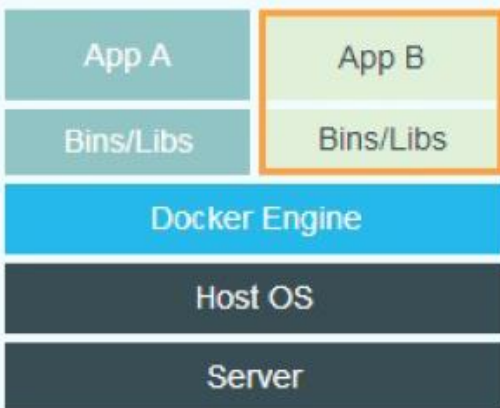 App A
App B
Bins/Libs
Bins/Libs
Docker Engine
Host OS
Server